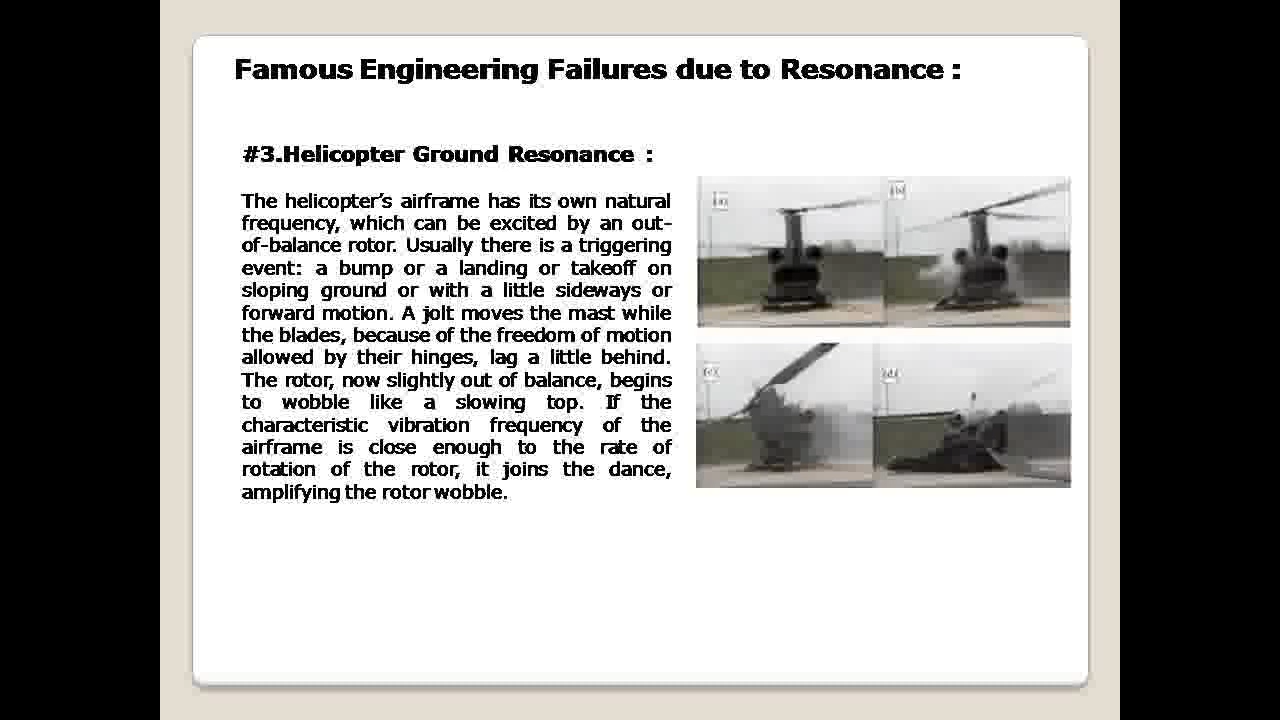 Famous Engineering Failures due to Resonance :
#3.Helicopter Ground Resonance :
The helicopter's airframe has its own natural
frequency, which can be excited by an out-
of-balance rotor. Usually there is a triggering
event: a bump or a landing or takeoff on
sloping ground or with a little sideways or
forward motion. A jolt moves the mast while
the blades, because of the freedom of motion
allowed by their hinges, lag a little behind.
The rotor, now slightly out of balance, begins
to wobble like a slowing top. If the
characteristic vibration frequency of the
airframe is close enough to the rate of
rotation of the rotor, it joins the dance,
amplifying the rotor wobble.
(a)
(b)
(c)
(d)